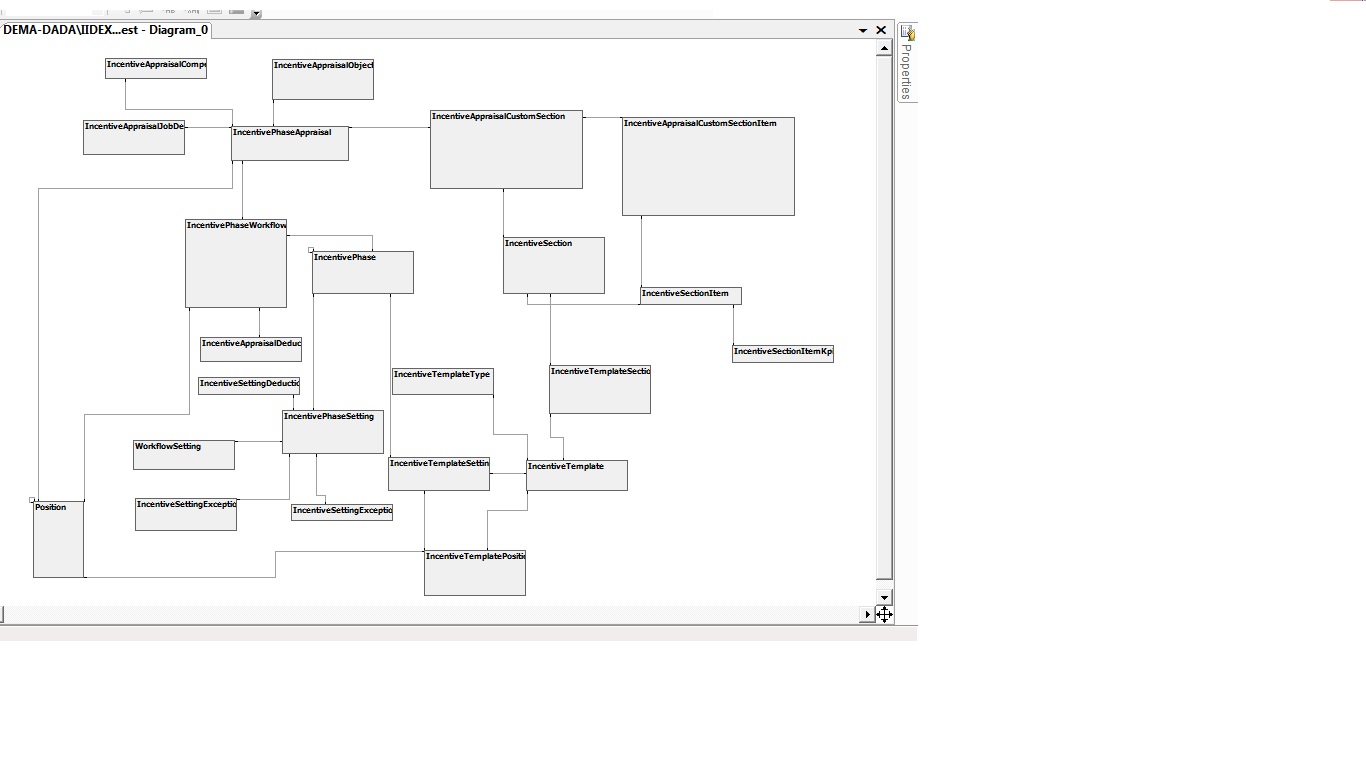 DEMA-DADA\IIDEX...est - Diagram_0
Properties
IncentiveAppraisalComp
IncentiveAppraisalObject
IncentiveAppraisalCustomSection
IncentiveAppraisalCustomSectionItem
IncentiveAppraisalJobDe
IncentivePhaseAppraisal
IncentivePhaseWorkflow
IncentiveSection
IncentivePhase
IncentiveSectionItem
IncentiveAppraisalDeduc
IncentiveSectionItemKp
IncentiveTemplateType
IncentiveTemplateSectio
IncentiveSettingDeductio
IncentivePhaseSetting
WorkflowSetting
IncentiveTemplateSettin
IncentiveTemplate
IncentiveSettingExceptio
Position
IncentiveSettingExceptio
IncentiveTemplatePositi